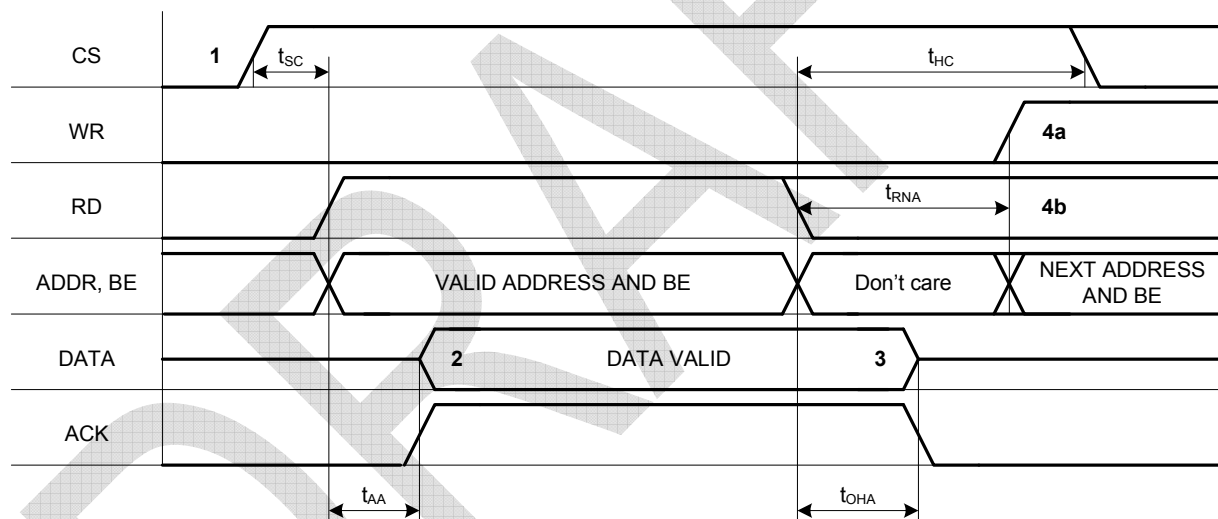 CS 1 tSC tHC
WR 4a
RD tRNA 4b
ADDR, BE VALID ADDRESS AND BE Don't care NEXT ADDRESS
AND BE
DATA 2 DATA VALID 3
ACK
tAA tOHA
DRAFT